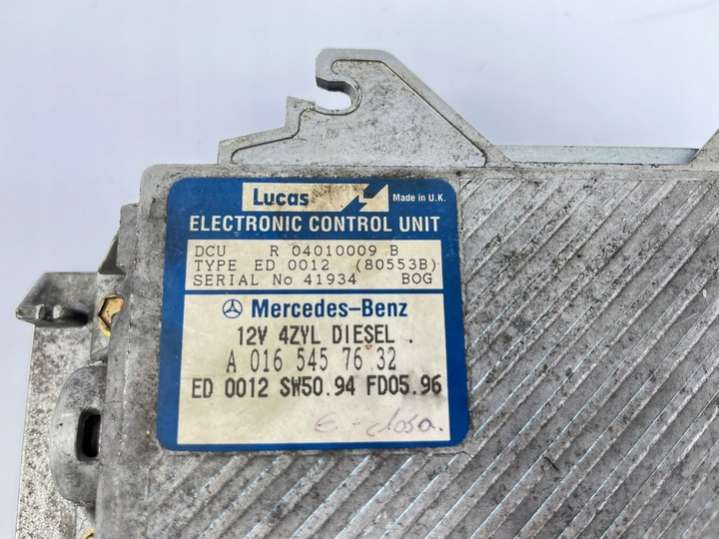 Lucas Made in U.K.
ELECTRONIC CONTROL UNIT
DCU R 04010009 B
TYPE ED 0012 (80553B)
SERIAL No 41934 BOG
Mercedes-Benz
12V 4ZYL DIESEL .
A 016 545 76 32
ED 0012 SW50.94 FD05.96